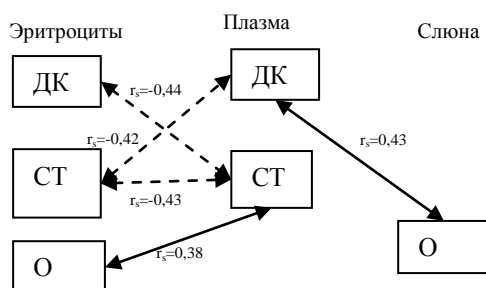 Эритроциты
Плазма
Слюна
ДК
ДК
rₛ=-0,44
rₛ=-0,42
rₛ=0,43
СТ
СТ
rₛ=-0,43
О
О
rₛ=0,38